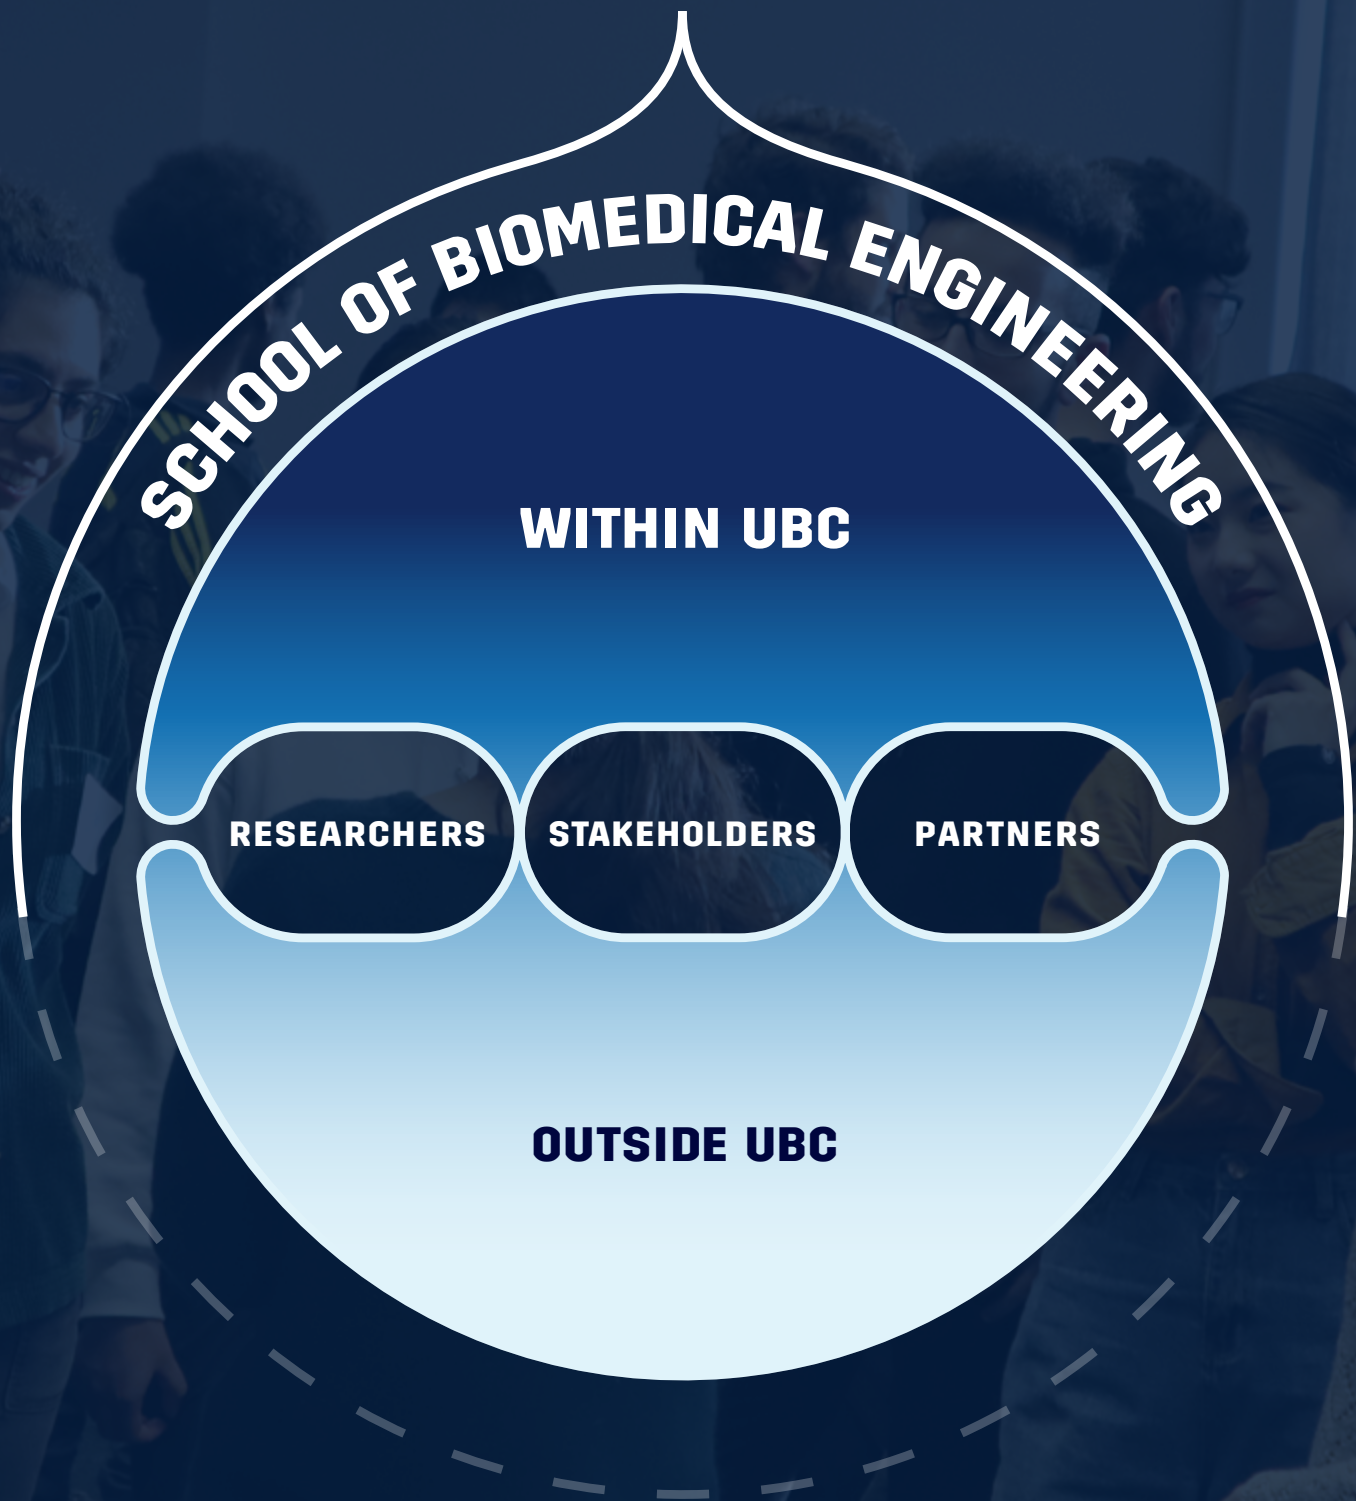 SCHOOL OF BIOMEDICAL ENGINEERING
WITHIN UBC
RESEARCHERS
STAKEHOLDERS
PARTNERS
OUTSIDE UBC